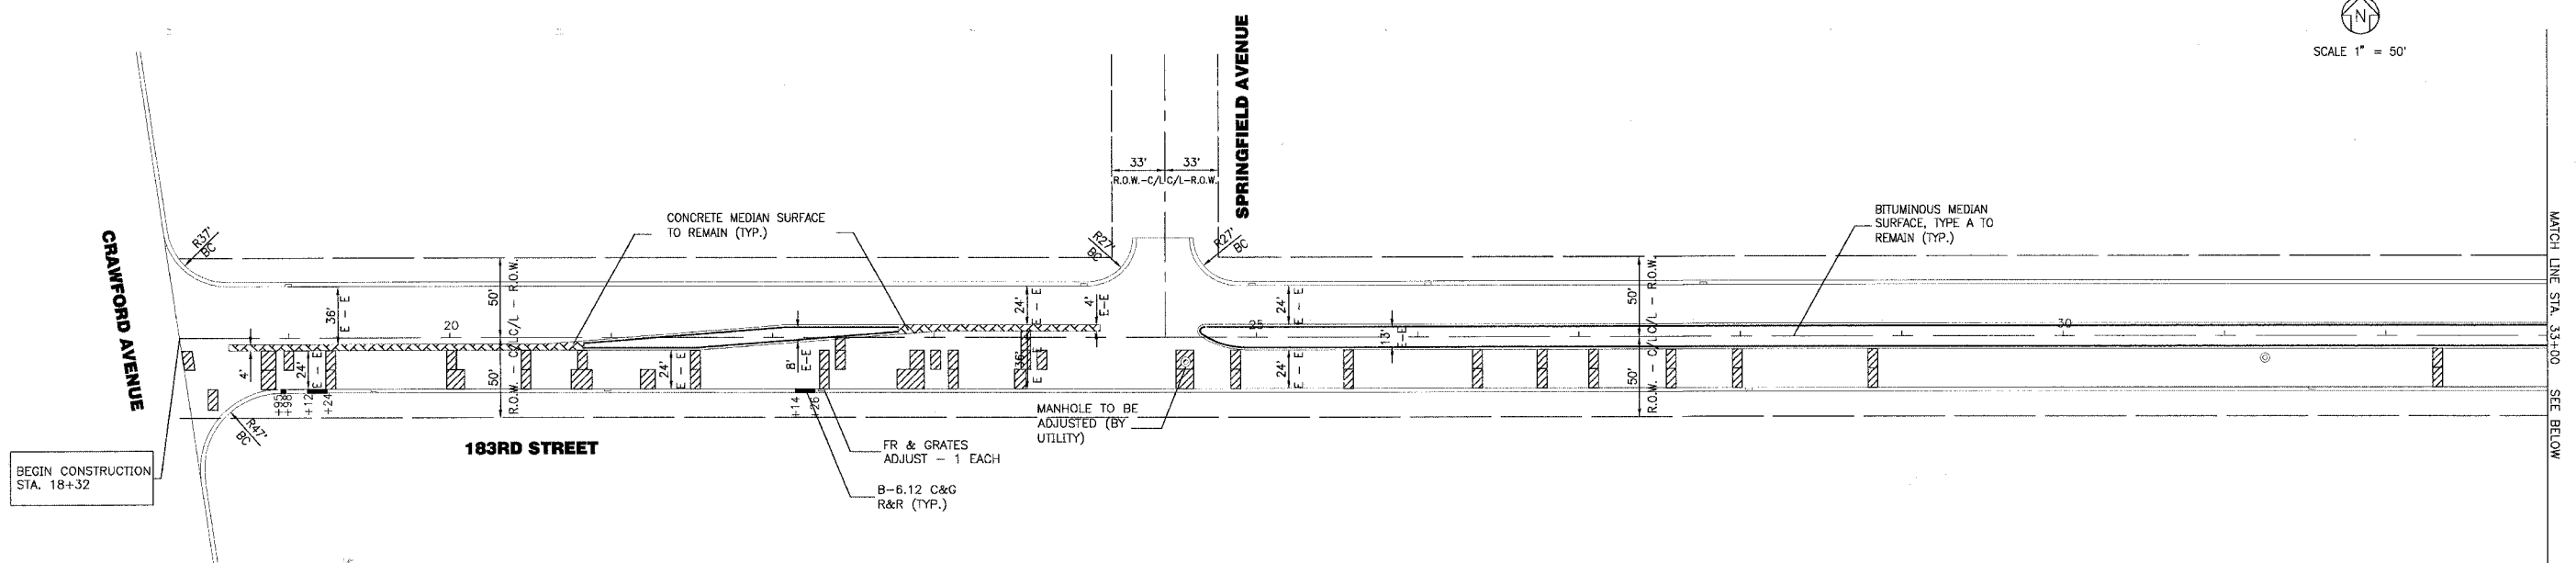 N
SCALE 1" = 50'
SPRINGFIELD AVENUE
33' 33'
R.O.W.-C/L C/L-R.O.W.
CONCRETE MEDIAN SURFACE
TO REMAIN (TYP.)
BITUMINOUS MEDIAN
SURFACE, TYPE A TO
REMAIN (TYP.)
CRAWFORD AVENUE
R37'
BC
R27'
BC
R27'
BC
MATCH LINE STA. 33+00 SEE BELOW
36'
E - E
50'
50'
R.O.W. - C/L C/L - R.O.W.
24'
E - E
4'
E-E
24'
E - E
50'
50'
R.O.W. - C/L C/L - R.O.W.
20
25
30
4'
24'
E - E
24'
E - E
8'
E-E
36'
E - E
24'
E - E
13'
E-E
+95
+98
+12
+24
+14
+26
R47'
BC
MANHOLE TO BE
ADJUSTED (BY
UTILITY)
183RD STREET
FR & GRATES
ADJUST - 1 EACH
BEGIN CONSTRUCTION
STA. 18+32
B-6.12 C&G
R&R (TYP.)